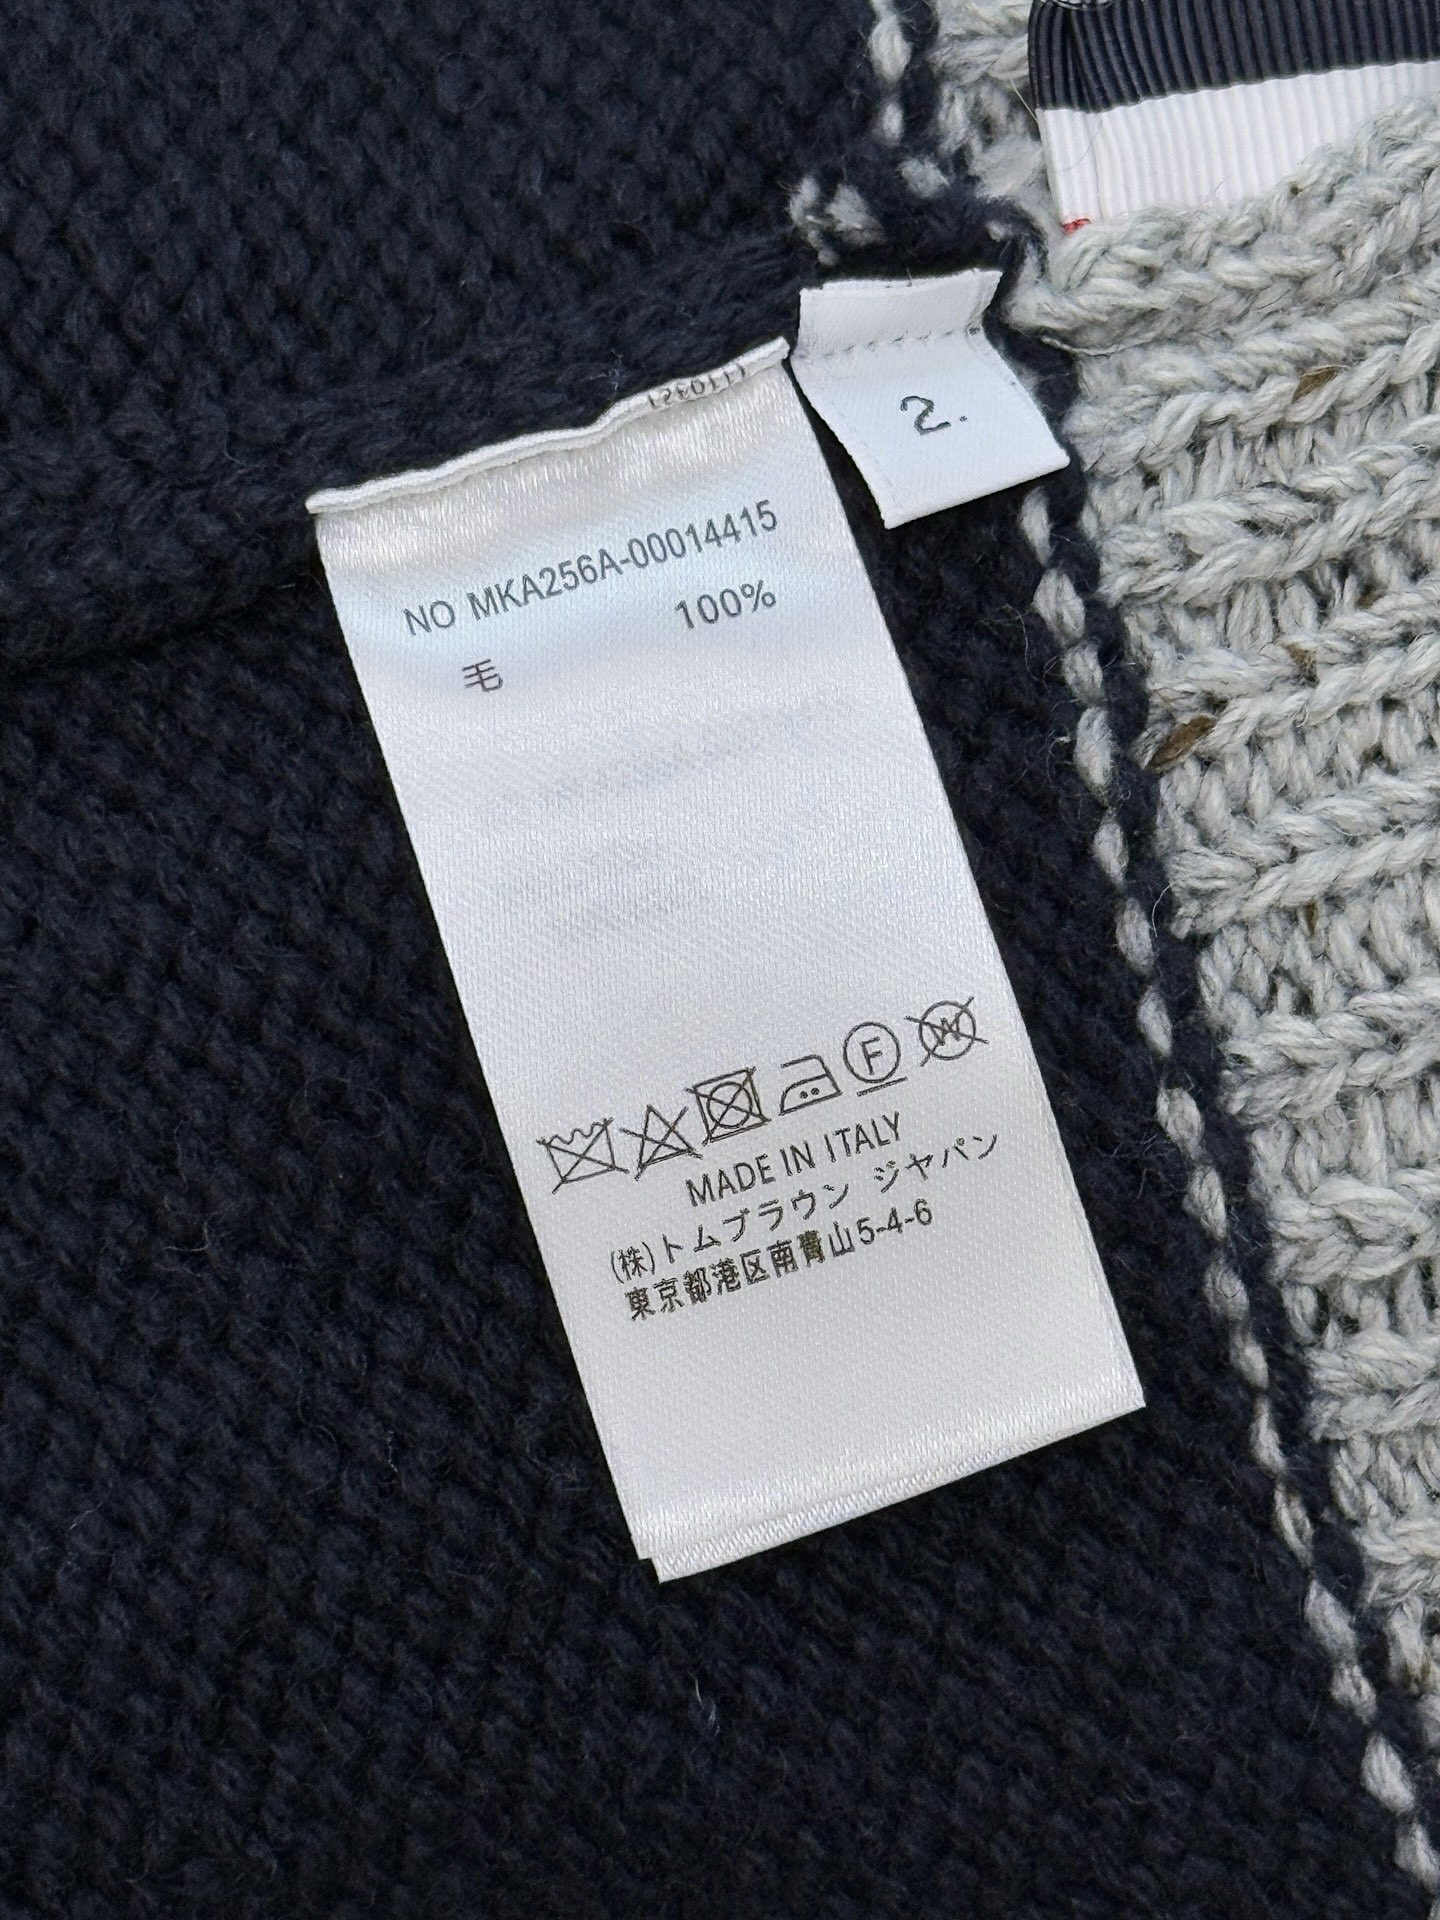 2.
NO MKA256A-00014415
100%
毛
F
W
MADE IN ITALY
(株)トムブラウン ジャパン
東京都港区南青山5-4-6